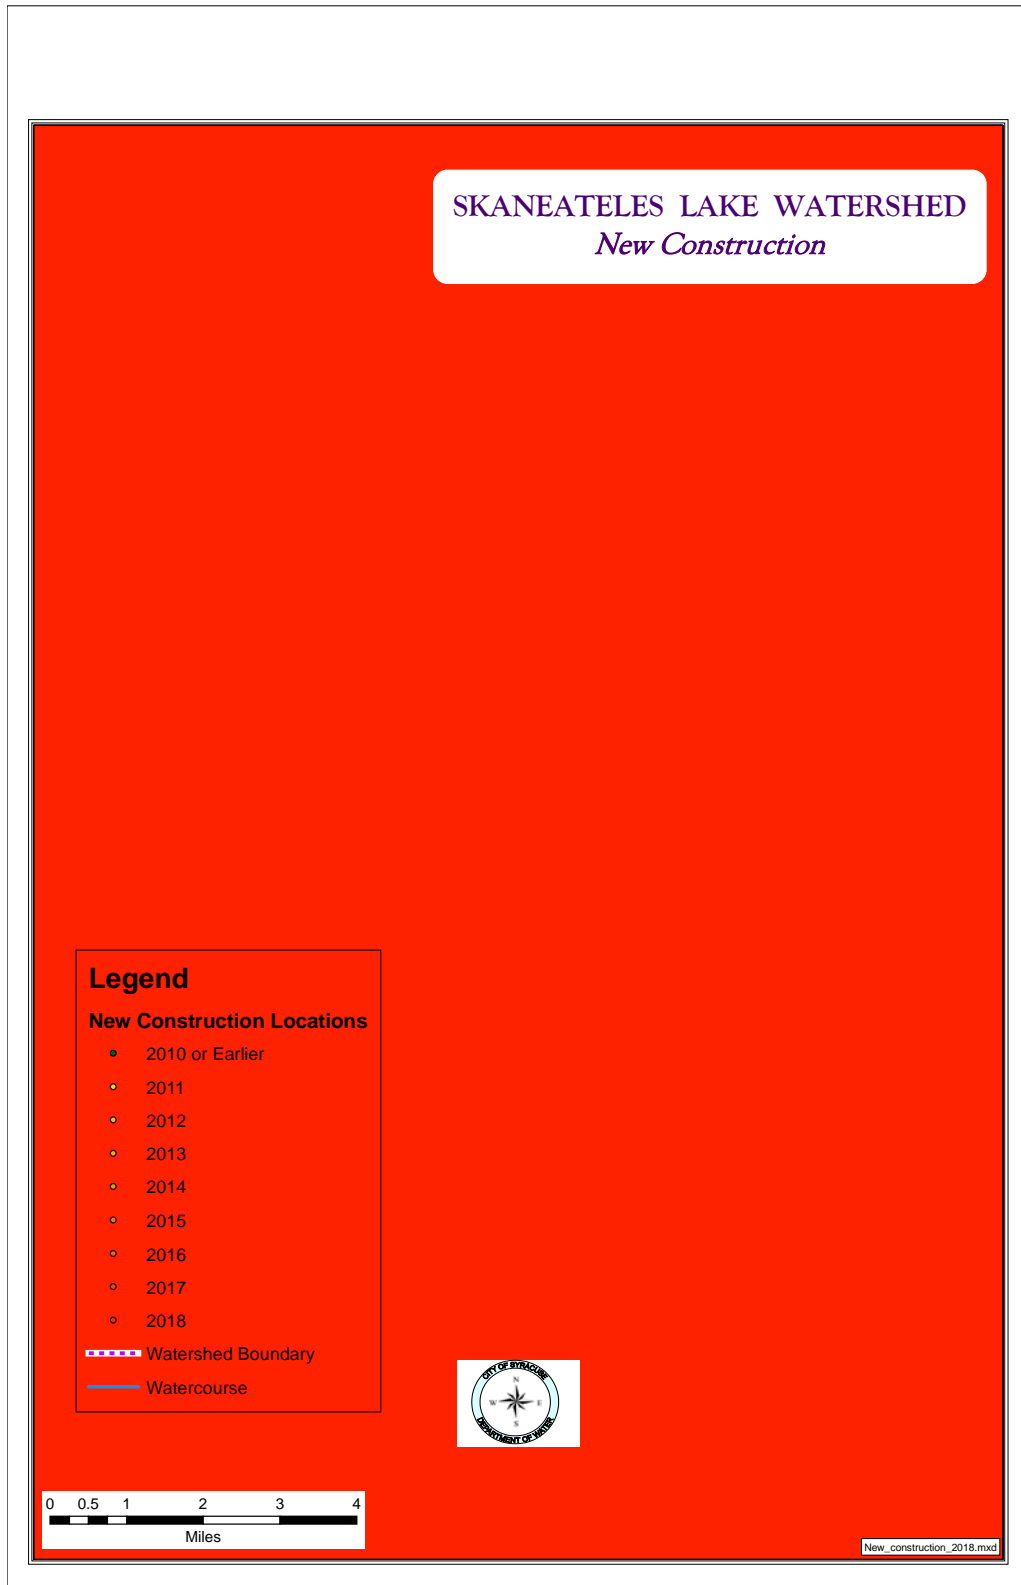 SKANEATELES LAKE WATERSHED
New Construction
Legend
New Construction Locations
2010 or Earlier
2011
2012
2013
2014
2015
2016
2017
2018
Watershed Boundary
Watercourse
CITY OF SYRACUSE
N
W E
S
DEPARTMENT OF WATER
0 0.5 1 2 3 4
Miles
New_construction_2018.mxd